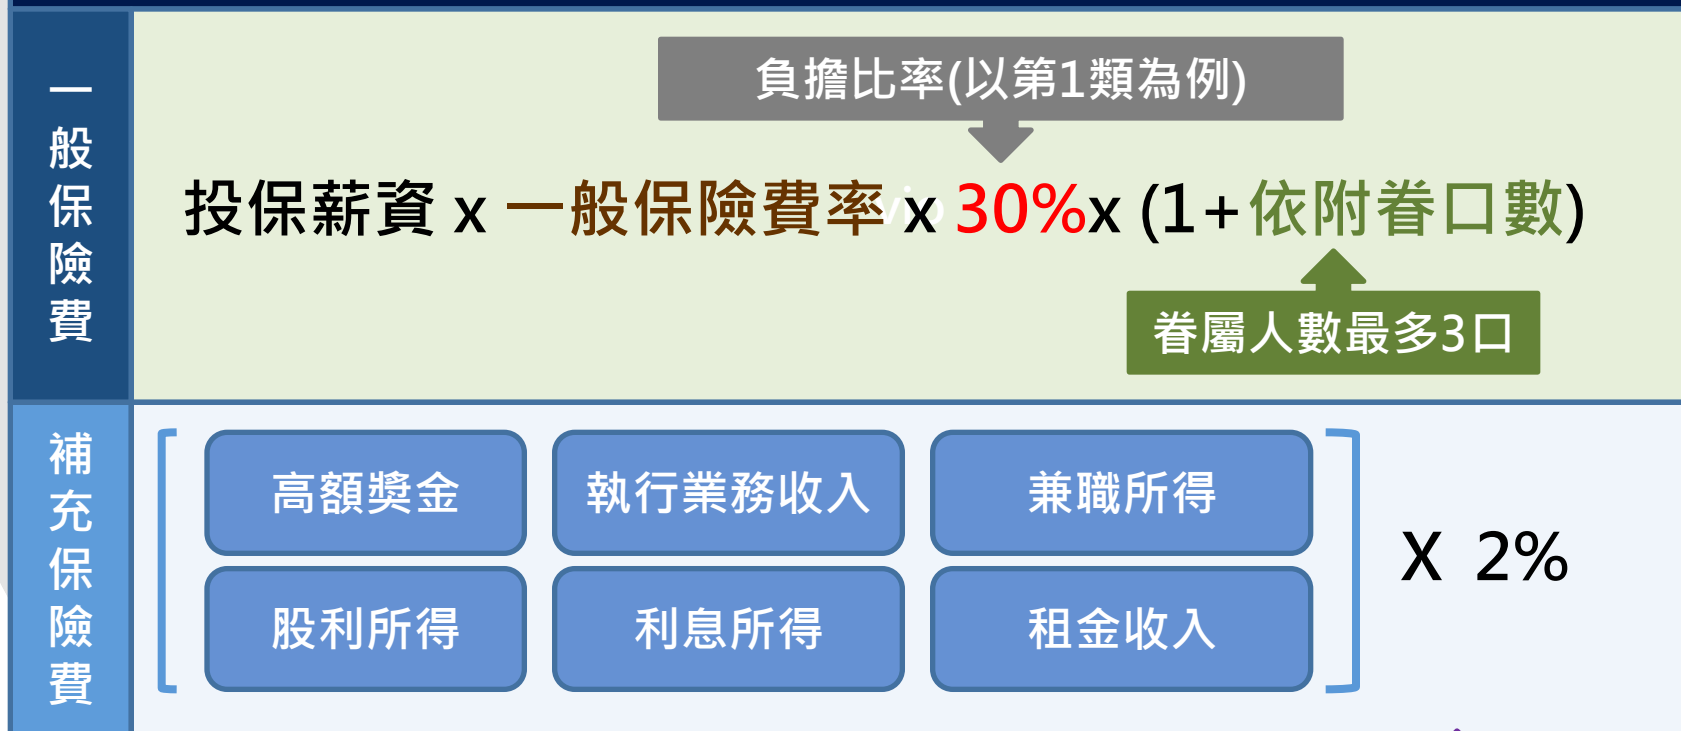 一般保險費
負擔比率(以第1類為例)
投保薪資 x 一般保險費率 x 30%x (1+依附眷口數)
眷屬人數最多3口
補充保險費
高額獎金 執行業務收入 兼職所得
X 2%
股利所得 利息所得 租金收入